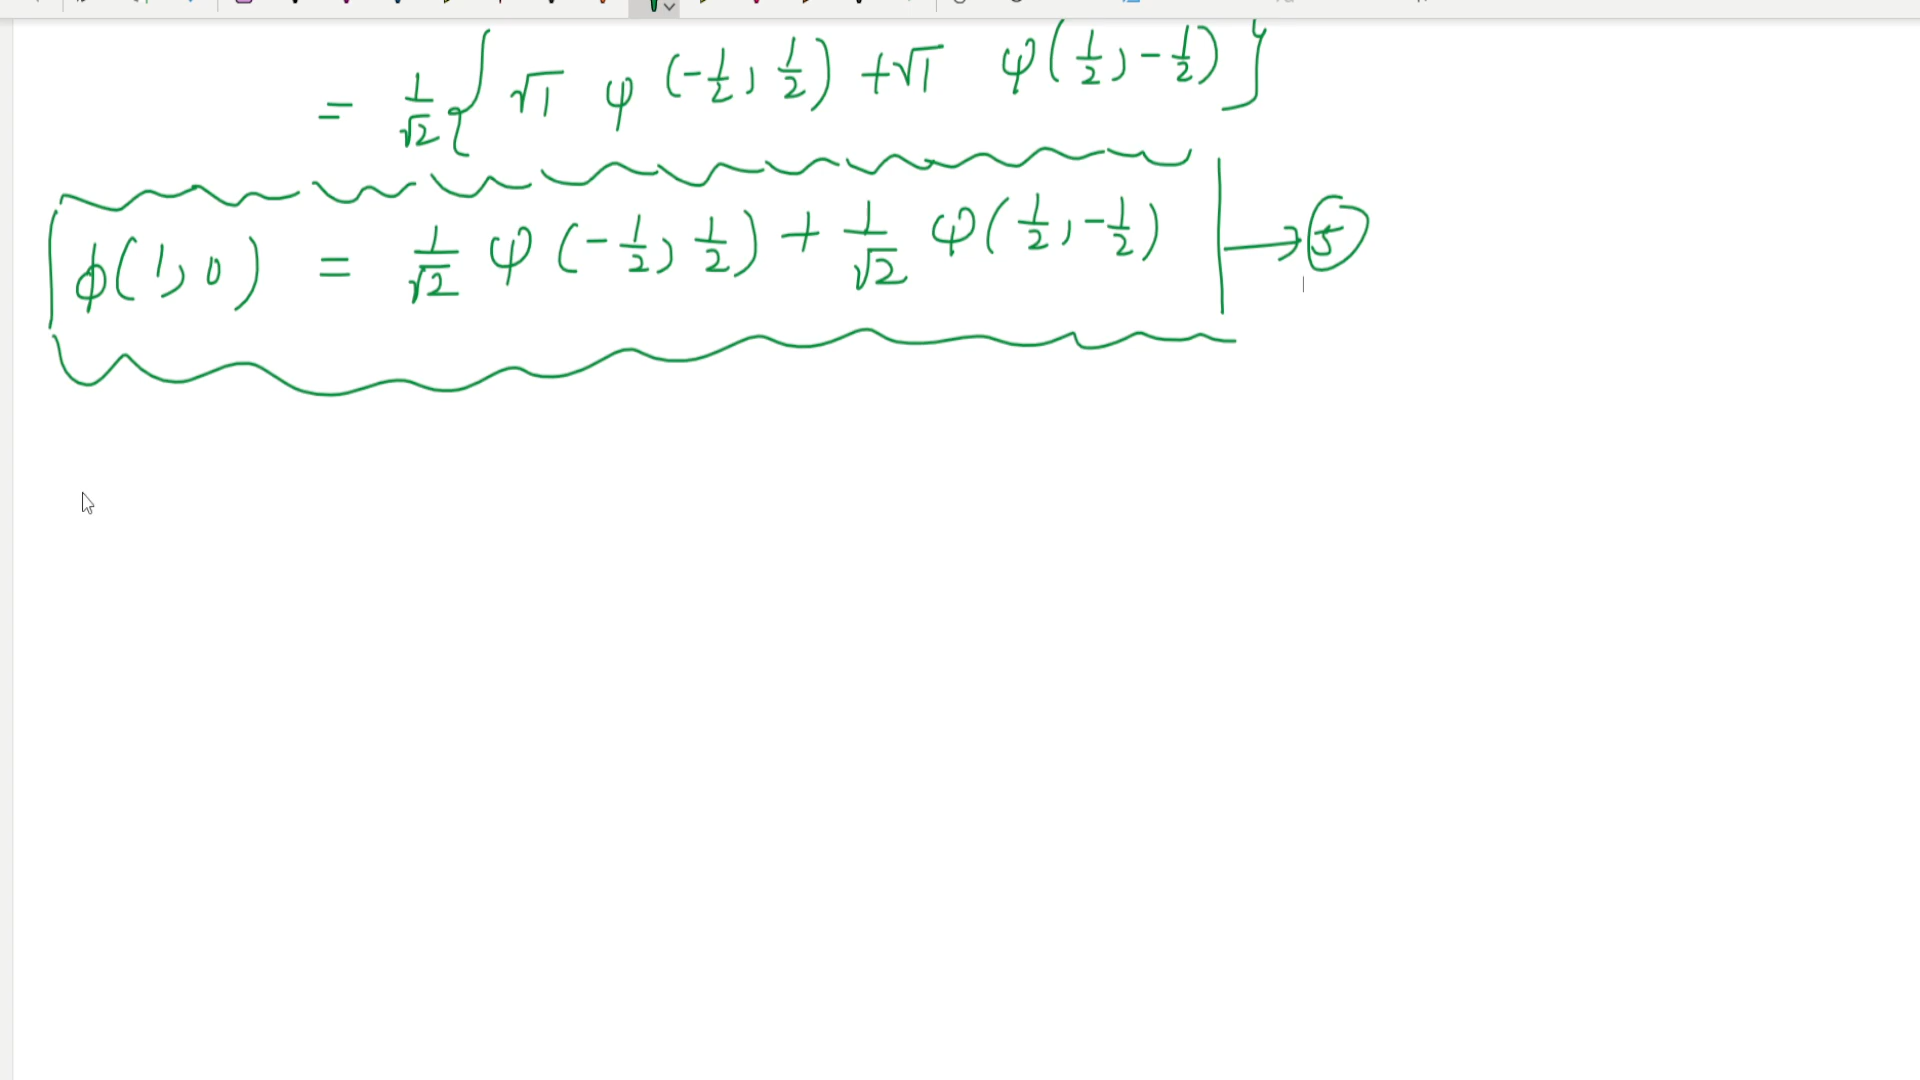 = 1/√2 { √1 ψ (-1/2, 1/2) + √1 ψ(1/2, -1/2) }
ϕ(1, 0) = 1/√2 ψ (-1/2, 1/2) + 1/√2 ψ(1/2, -1/2) → 5